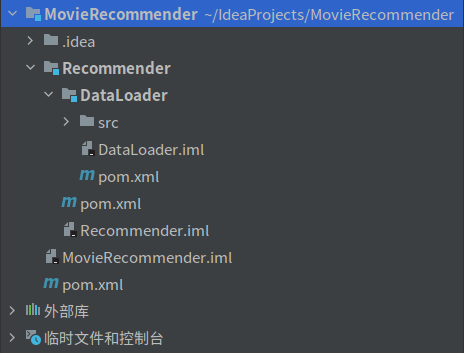 MovieRecommender ~/IdeaProjects/MovieRecommender
.idea
Recommender
DataLoader
src
DataLoader.iml
pom.xml
pom.xml
Recommender.iml
MovieRecommender.iml
pom.xml
外部库
临时文件和控制台